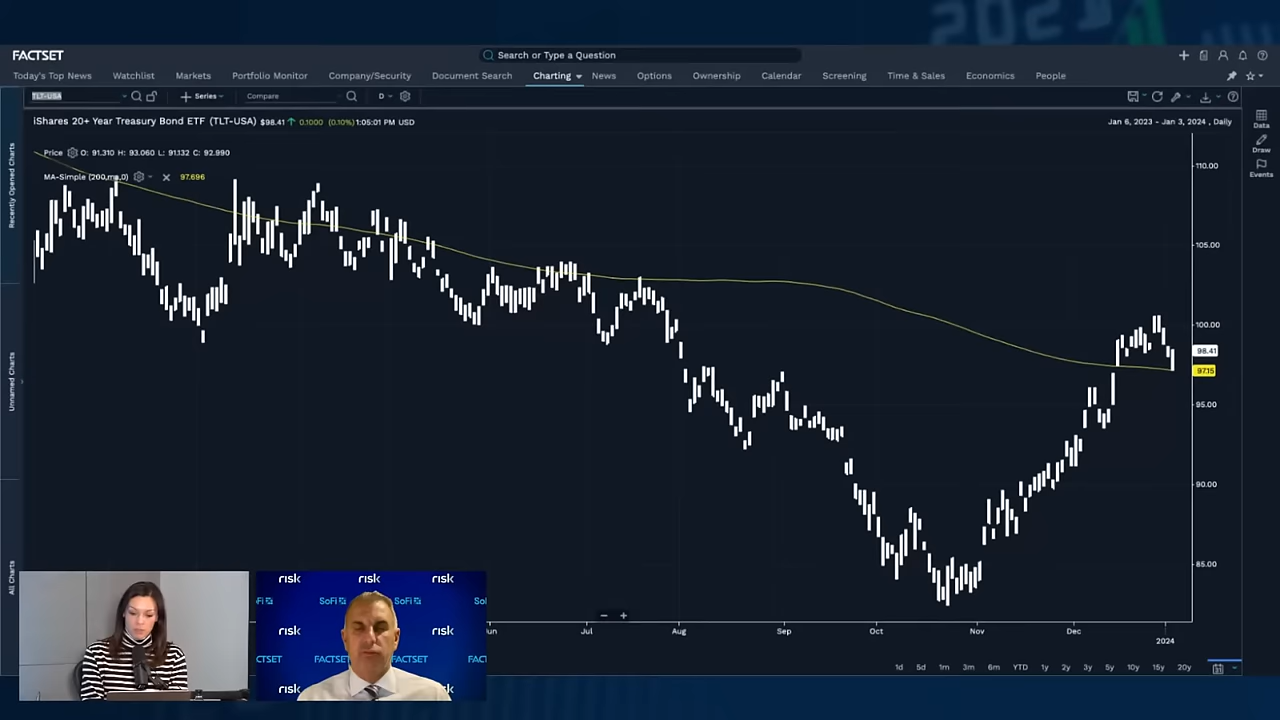 2021
FACTSET
Search or Type a Question
Today's Top News Watchlist Markets Portfolio Monitor Company/Security Document Search Charting News Options Ownership Calendar Screening Time & Sales Economics People
TLT-USA Series Compare D
iShares 20+ Year Treasury Bond ETF (TLT-USA) $98.41 0.1000 (0.10%) 1:05:01 PM USD
Jan 6, 2023 - Jan 3, 2024 , Daily
Price O: 91.310 H: 93.060 L: 91.132 C: 92.990
MA-Simple (200,ma,0) 97.696
Data
Draw
Events
Recently Opened Charts
Unnamed Charts
All Charts
110.00
105.00
100.00
98.41
97.15
95.00
90.00
85.00
Jul Aug Sep Oct Nov Dec 2024
1d 5d 1m 3m 6m YTD 1y 2y 3y 5y 10y 15y 20y
risk risk risk
SoFi SoFi
risk risk
FACTSET FACTSET FACTSET
risk risk